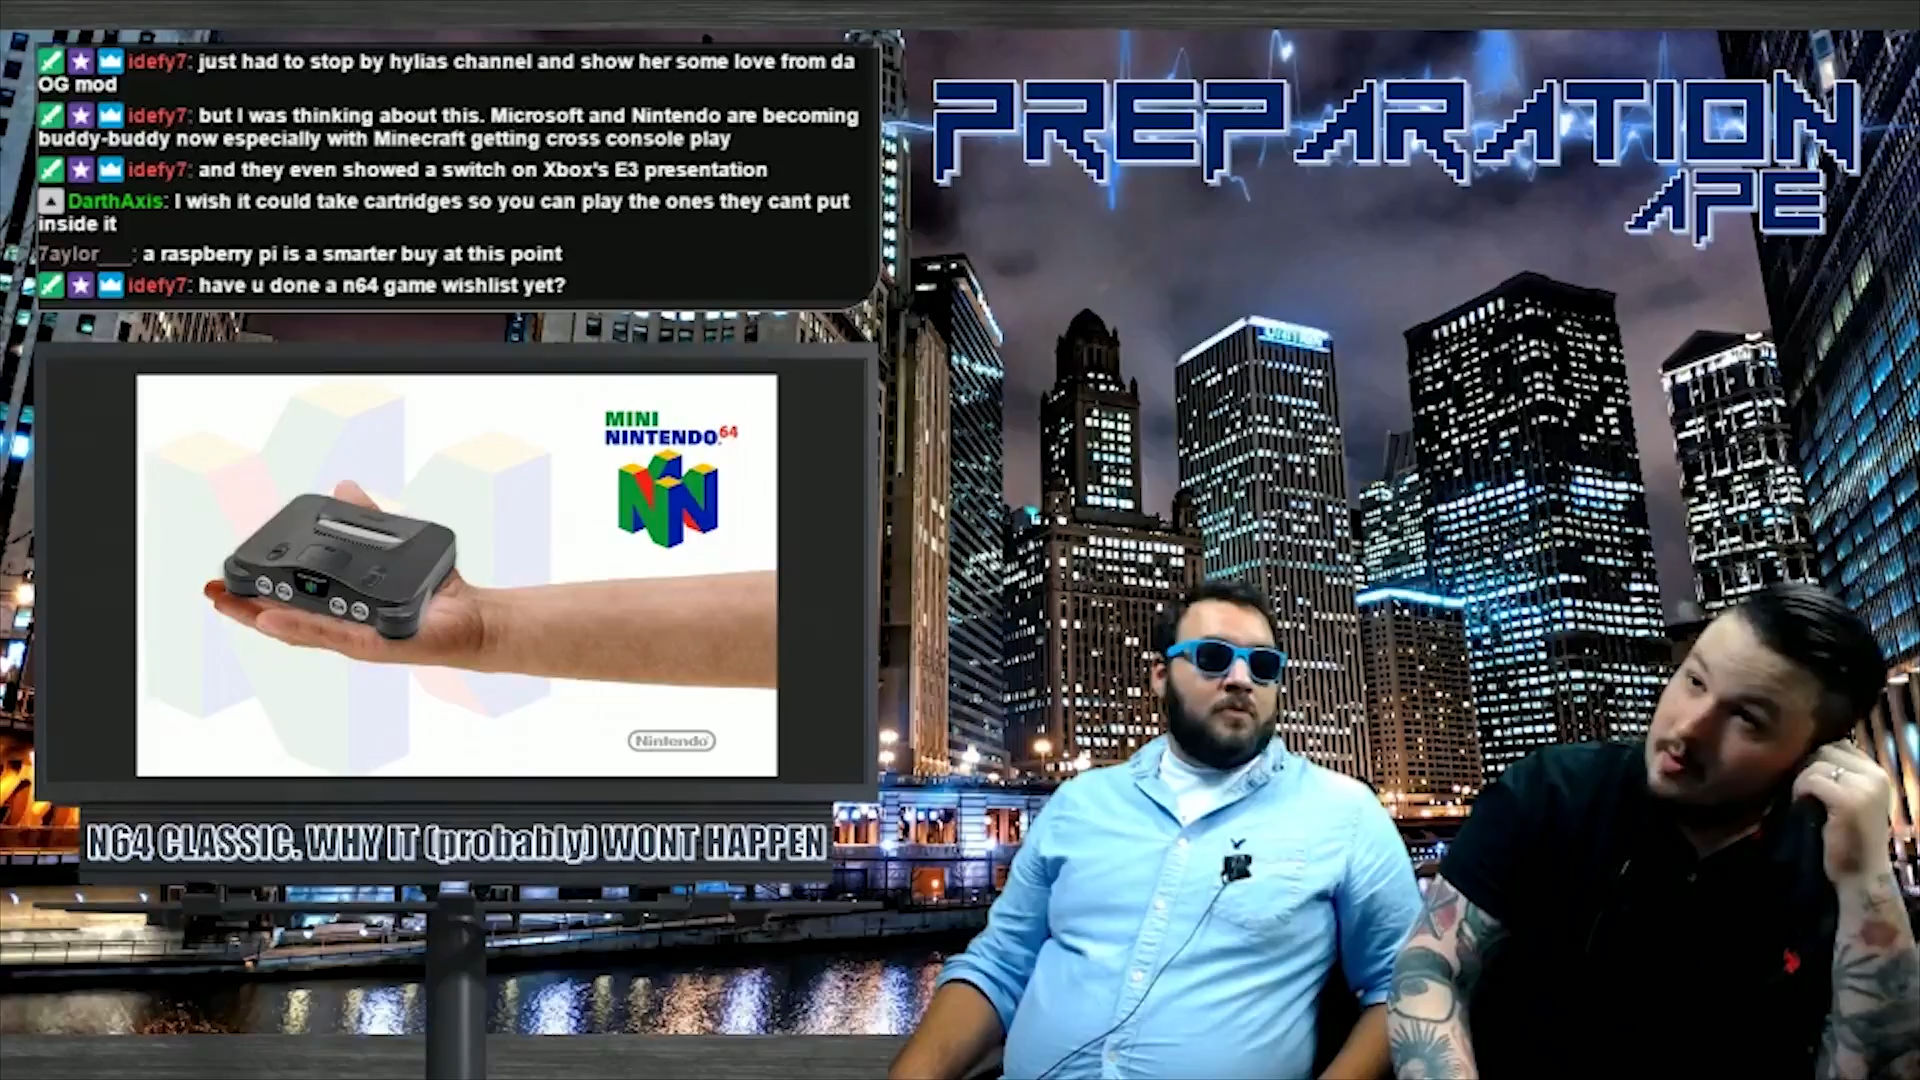 idefy7: just had to stop by hylias channel and show her some love from da
OG mod
idefy7: but I was thinking about this. Microsoft and Nintendo are becoming
buddy-buddy now especially with Minecraft getting cross console play
idefy7: and they even showed a switch on Xbox's E3 presentation
DarthAxis: I wish it could take cartridges so you can play the ones they cant put
inside it
7aylor___: a raspberry pi is a smarter buy at this point
idefy7: have u done a n64 game wishlist yet?
PREPARATION
APE
MINI
NINTENDO 64
Nintendo
N64 CLASSIC. WHY IT (probably) WONT HAPPEN